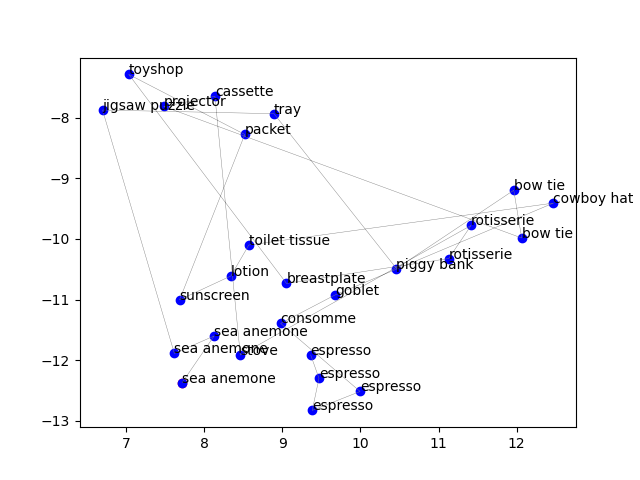 toyshop
cassette
projector
jigsaw puzzle
tray
packet
bow tie
cowboy hat
rotisserie
bow tie
toilet tissue
rotisserie
piggy bank
lotion
breastplate
goblet
sunscreen
consomme
sea anemone
sea anemone
stove
espresso
espresso
sea anemone
espresso
espresso
−8
−9
−10
−11
−12
−13
7 8 9 10 11 12